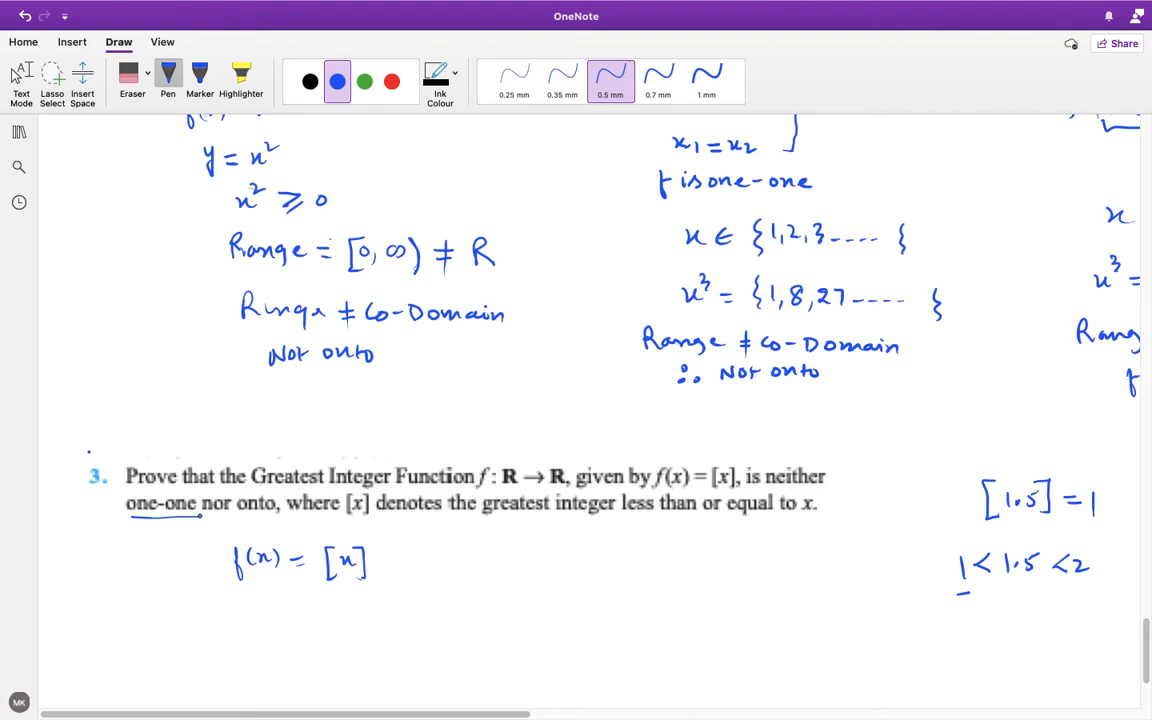 OneNote
Home Insert Draw View
Share
Text Mode
Lasso Select
Insert Space
Eraser
Pen
Marker
Highlighter
Ink Colour
0.25 mm
0.35 mm
0.5 mm
0.7 mm
1 mm
y = x²
x² ⩾ 0
Range = [0, ∞) ≠ R
Range ≠ Co-Domain
Not onto
x₁ = x₂
f is one-one
x ∈ {1,2,3.---- {
x³ = {1,8,27---- }
Range ≠ Co-Domain
∴ Not onto
x
x³ =
Rang
f
3. Prove that the Greatest Integer Function f : R → R, given by f(x) = [x], is neither
one-one nor onto, where [x] denotes the greatest integer less than or equal to x.
f(x) = [x]
[1.5] = 1
1 < 1.5 < 2
MK